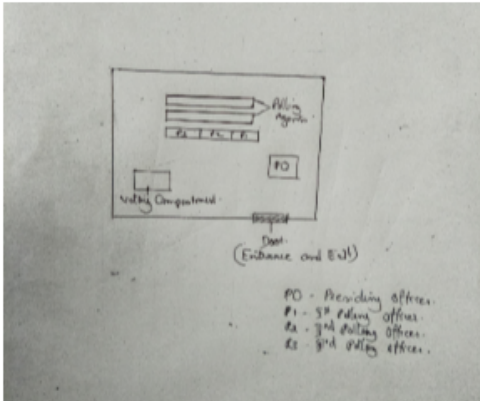 Polling
Agents
P3 P2 P1
PO
Voting Compartment
Door
(Entrance and Exit)
PO - Presiding Officer
P1 - 1st Polling Officer
P2 - 2nd Polling Officer
P3 - 3rd Polling Officer